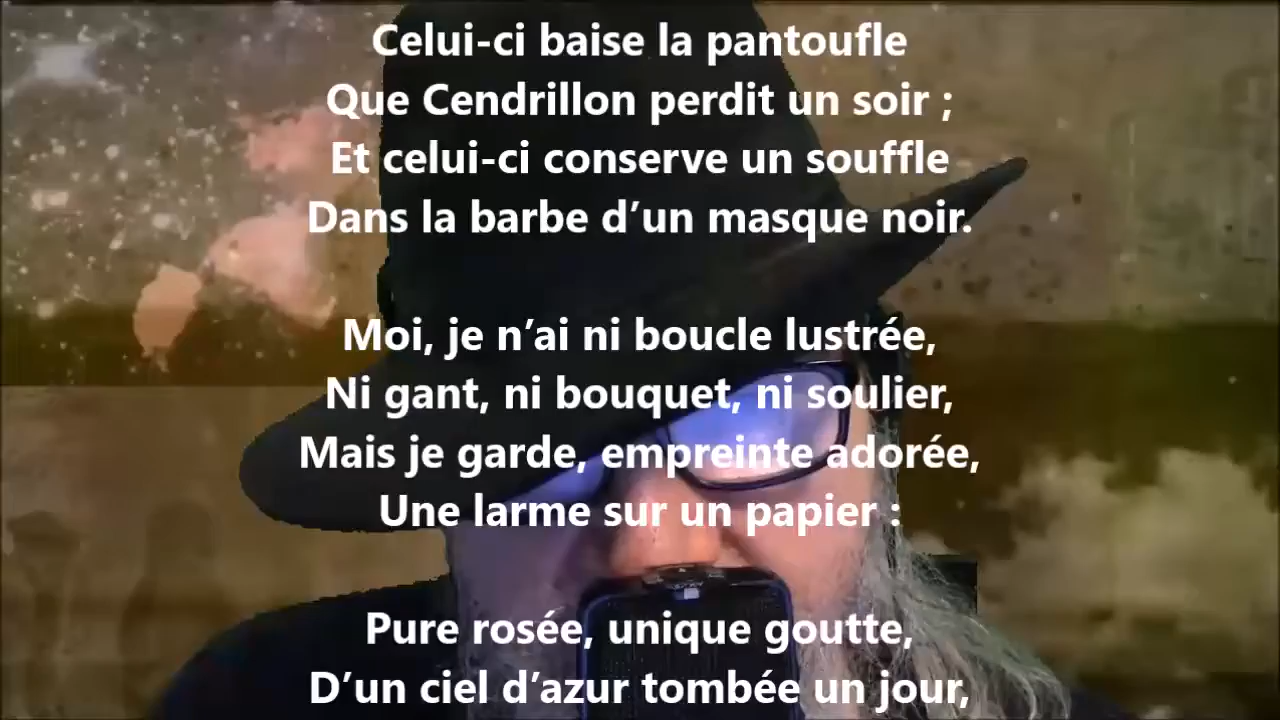 Celui-ci baise la pantoufle
Que Cendrillon perdit un soir ;
Et celui-ci conserve un souffle
Dans la barbe d’un masque noir.
Moi, je n’ai ni boucle lustrée,
Ni gant, ni bouquet, ni soulier,
Mais je garde, empreinte adorée,
Une larme sur un papier :
Pure rosée, unique goutte,
D’un ciel d’azur tombée un jour,